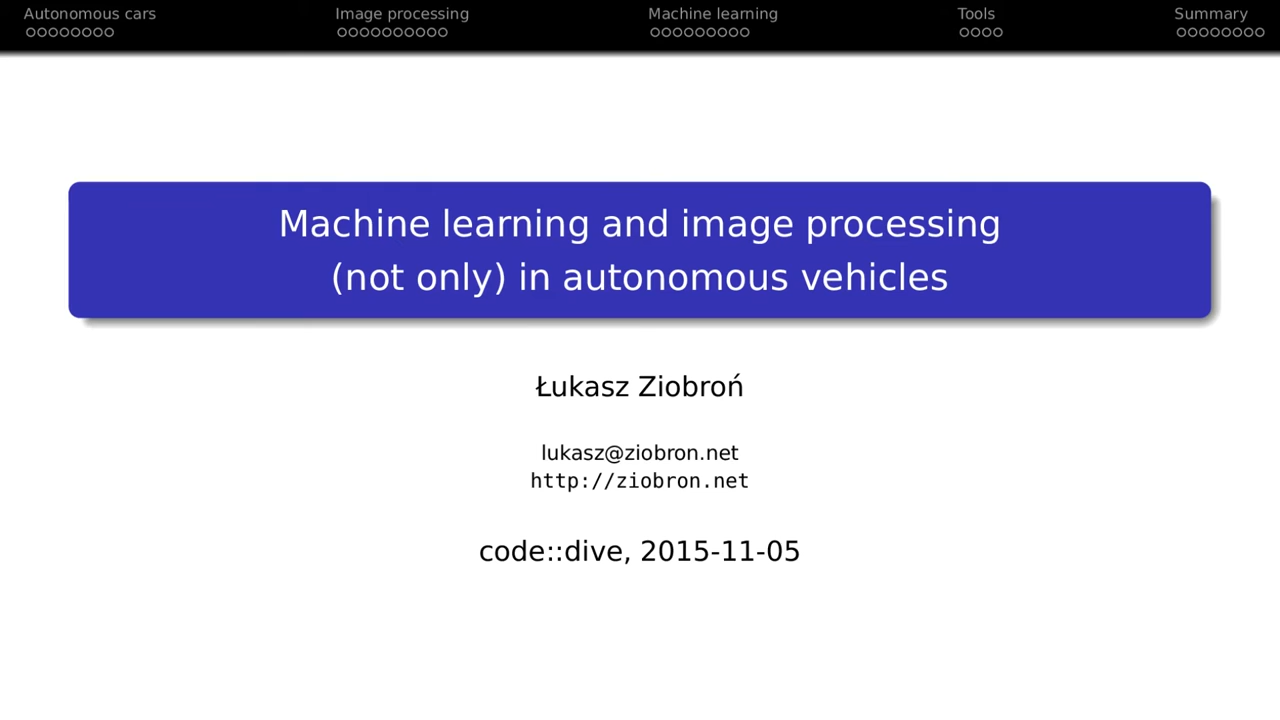 Autonomous cars Image processing Machine learning Tools Summary
Machine learning and image processing
(not only) in autonomous vehicles
Łukasz Ziobroń
lukasz@ziobron.net
http://ziobron.net
code::dive, 2015-11-05